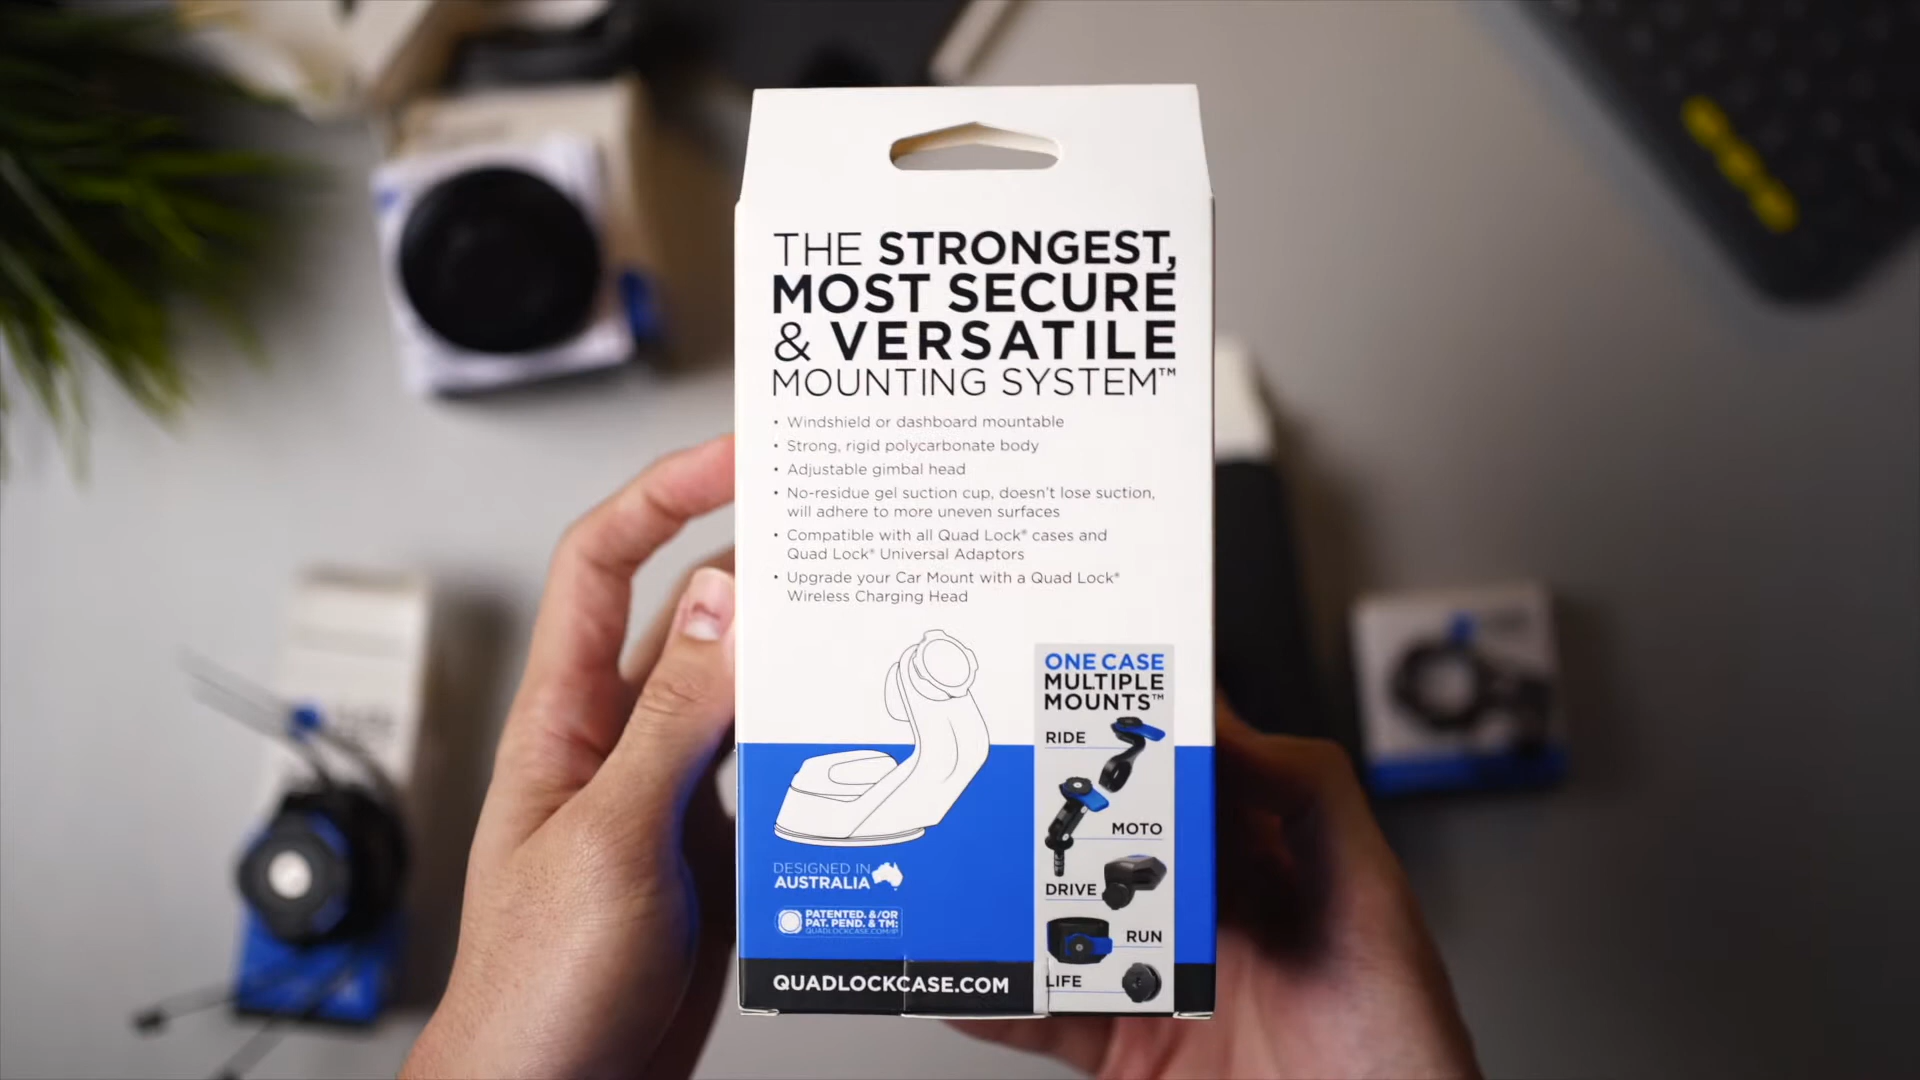 THE STRONGEST,
MOST SECURE
& VERSATILE
MOUNTING SYSTEM™
• Windshield or dashboard mountable
• Strong, rigid polycarbonate body
• Adjustable gimbal head
• No-residue gel suction cup, doesn't lose suction,
will adhere to more uneven surfaces
• Compatible with all Quad Lock® cases and
Quad Lock® Universal Adaptors
• Upgrade your Car Mount with a Quad Lock®
Wireless Charging Head
ONE CASE
MULTIPLE
MOUNTS™
RIDE
MOTO
DRIVE
RUN
LIFE
DESIGNED IN
AUSTRALIA
PATENTED. &/OR
PAT. PEND. & TM:
QUADLOCKCASE.COM/IP
QUADLOCKCASE.COM